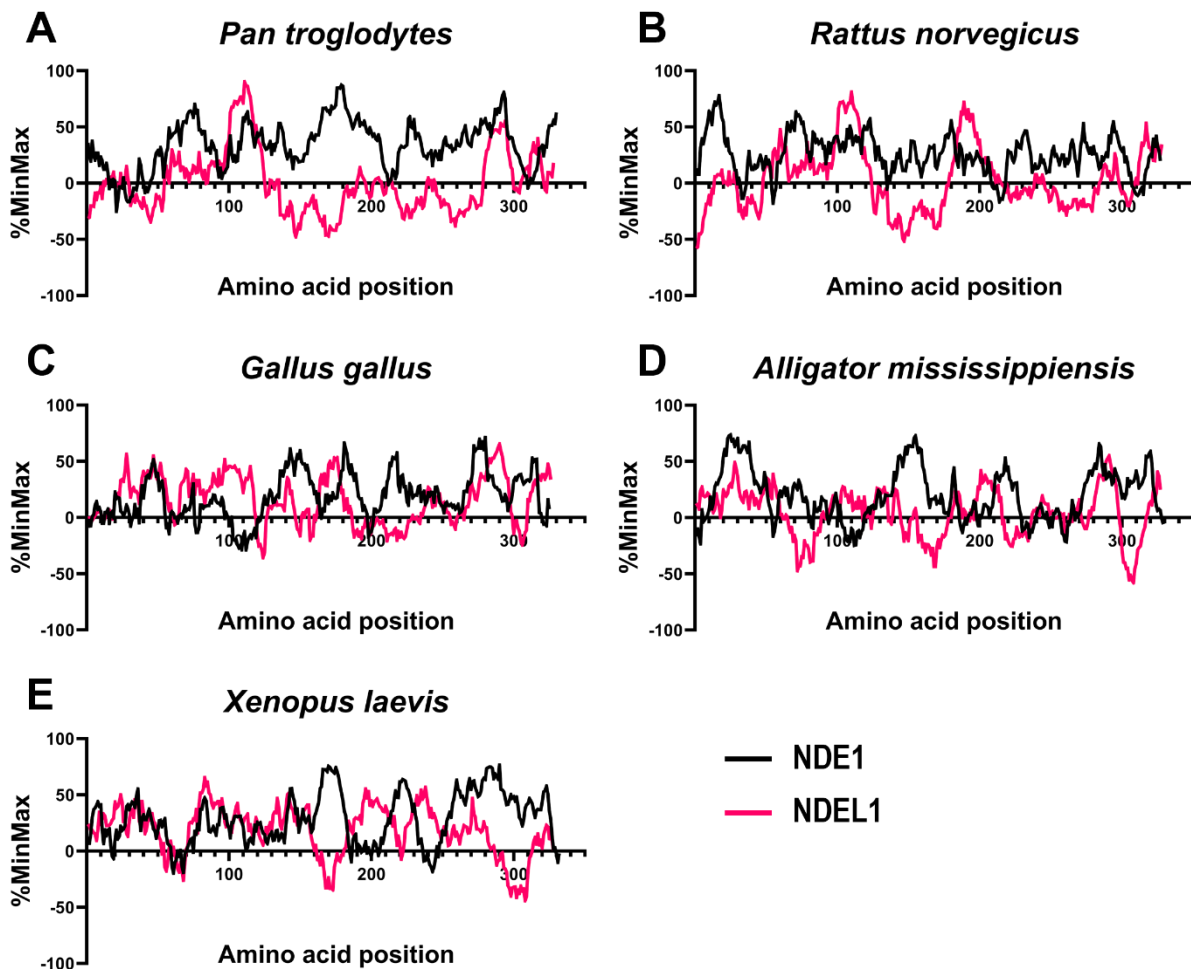 A
Pan troglodytes
%MinMax
100
50
0
-50
-100
100
200
300
Amino acid position
B
Rattus norvegicus
%MinMax
100
50
0
-50
-100
100
200
300
Amino acid position
C
Gallus gallus
%MinMax
100
50
0
-50
-100
100
200
300
Amino acid position
D
Alligator mississippiensis
%MinMax
100
50
0
-50
-100
100
200
300
Amino acid position
E
Xenopus laevis
%MinMax
100
50
0
-50
-100
100
200
300
Amino acid position
NDE1
NDEL1